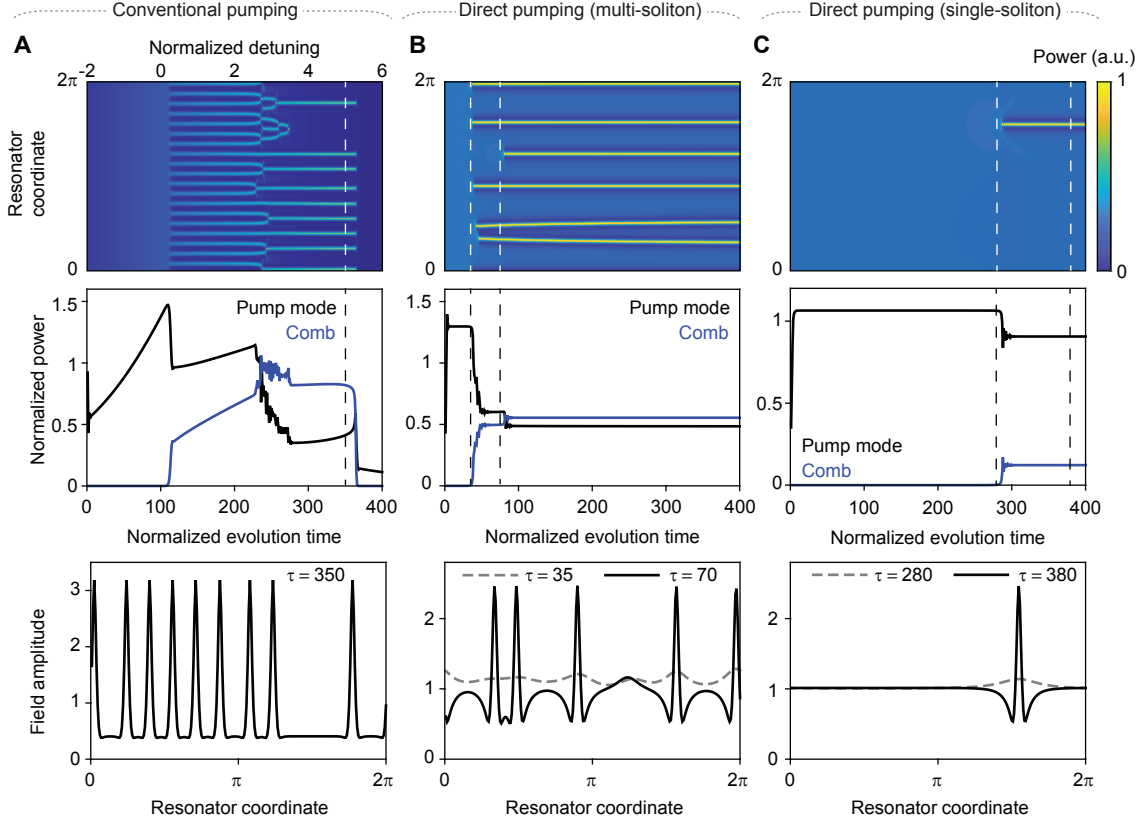 Conventional pumping
Direct pumping (multi-soliton)
Direct pumping (single-soliton)
A
Normalized detuning
-2 0 2 4 6
B
C
Power (a.u.)
2π
0
Resonator
coordinate
2π
0
2π
0
1
0
1.5
1
0.5
0
Normalized power
Pump mode
Comb
0 100 200 300 400
Normalized evolution time
1.5
1
0.5
0
Pump mode
Comb
0 100 200 300 400
Normalized evolution time
1
0.5
0
Pump mode
Comb
0 100 200 300 400
Normalized evolution time
3
2
1
0
Field amplitude
τ = 350
0 π 2π
Resonator coordinate
2
1
0
τ = 35 τ = 70
0 π 2π
Resonator coordinate
2
1
0
τ = 280 τ = 380
0 π 2π
Resonator coordinate